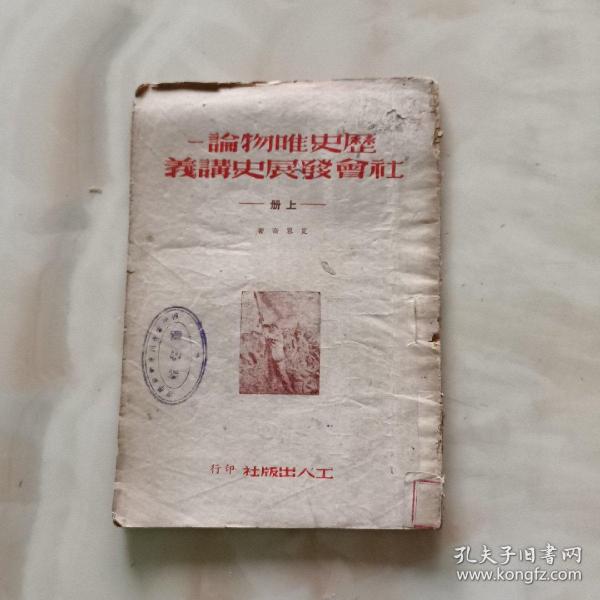 歷史唯物論—
社會發展史講義
上册
艾思奇著
工人出版社 印行
孔夫子旧书网
www.kongfz.com